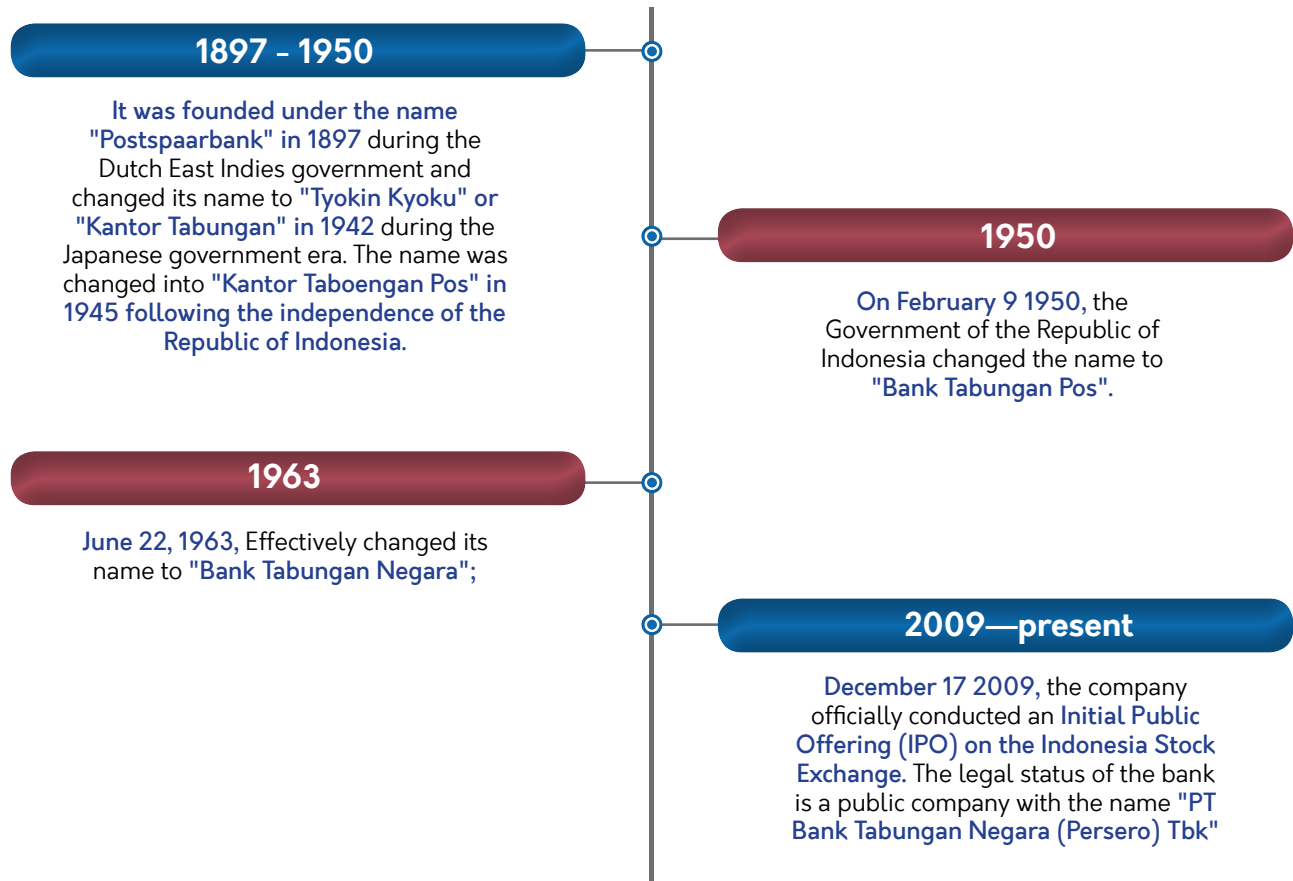 1897 - 1950
It was founded under the name
"Postspaarbank" in 1897 during the
Dutch East Indies government and
changed its name to "Tyokin Kyoku" or
"Kantor Tabungan" in 1942 during the
Japanese government era. The name was
changed into "Kantor Taboengan Pos" in
1945 following the independence of the
Republic of Indonesia.
1950
On February 9 1950, the
Government of the Republic of
Indonesia changed the name to
"Bank Tabungan Pos".
1963
June 22, 1963, Effectively changed its
name to "Bank Tabungan Negara";
2009—present
December 17 2009, the company
officially conducted an Initial Public
Offering (IPO) on the Indonesia Stock
Exchange. The legal status of the bank
is a public company with the name "PT
Bank Tabungan Negara (Persero) Tbk"